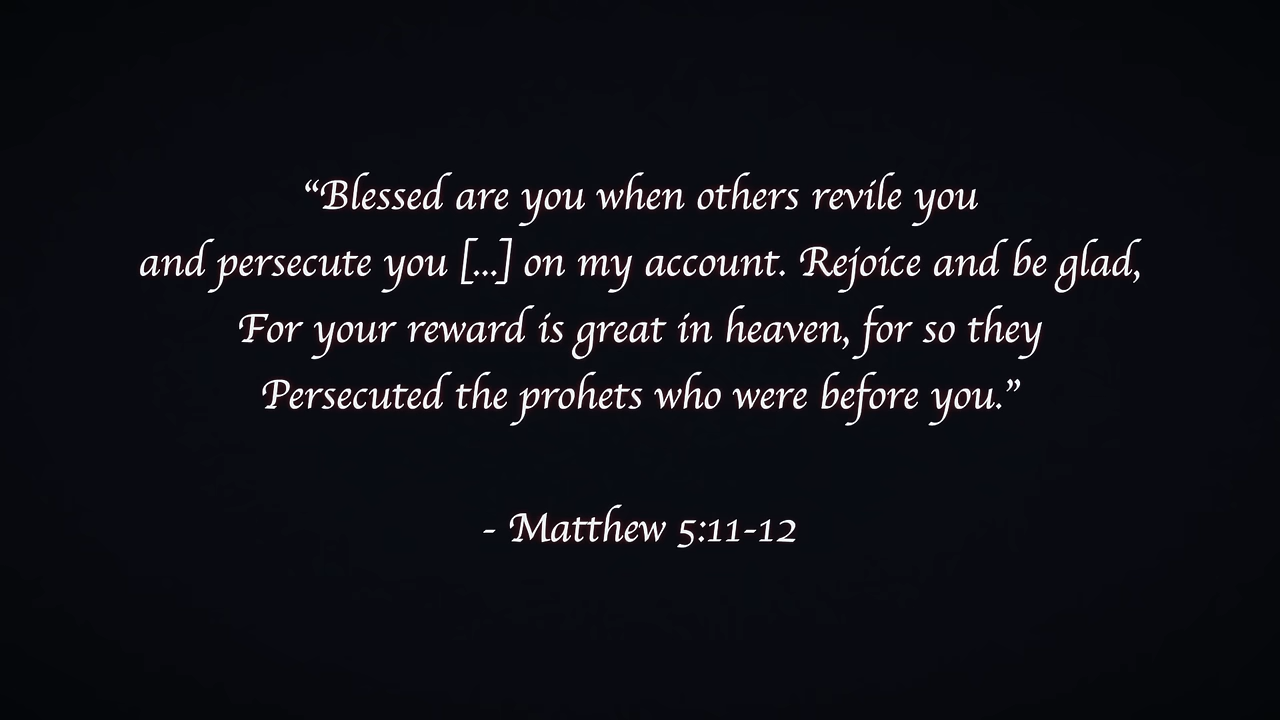 “Blessed are you when others revile you
and persecute you [...] on my account. Rejoice and be glad,
For your reward is great in heaven, for so they
Persecuted the prohets who were before you.”
- Matthew 5:11-12